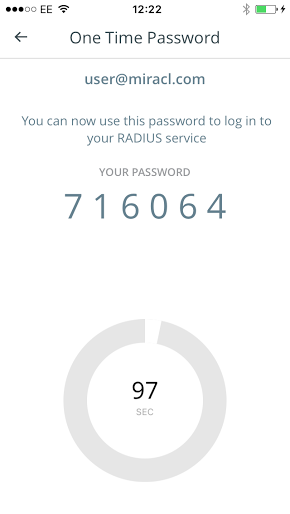 EE 12:22
One Time Password
user@miracl.com
You can now use this password to log in to
your RADIUS service
YOUR PASSWORD
716064
97
SEC